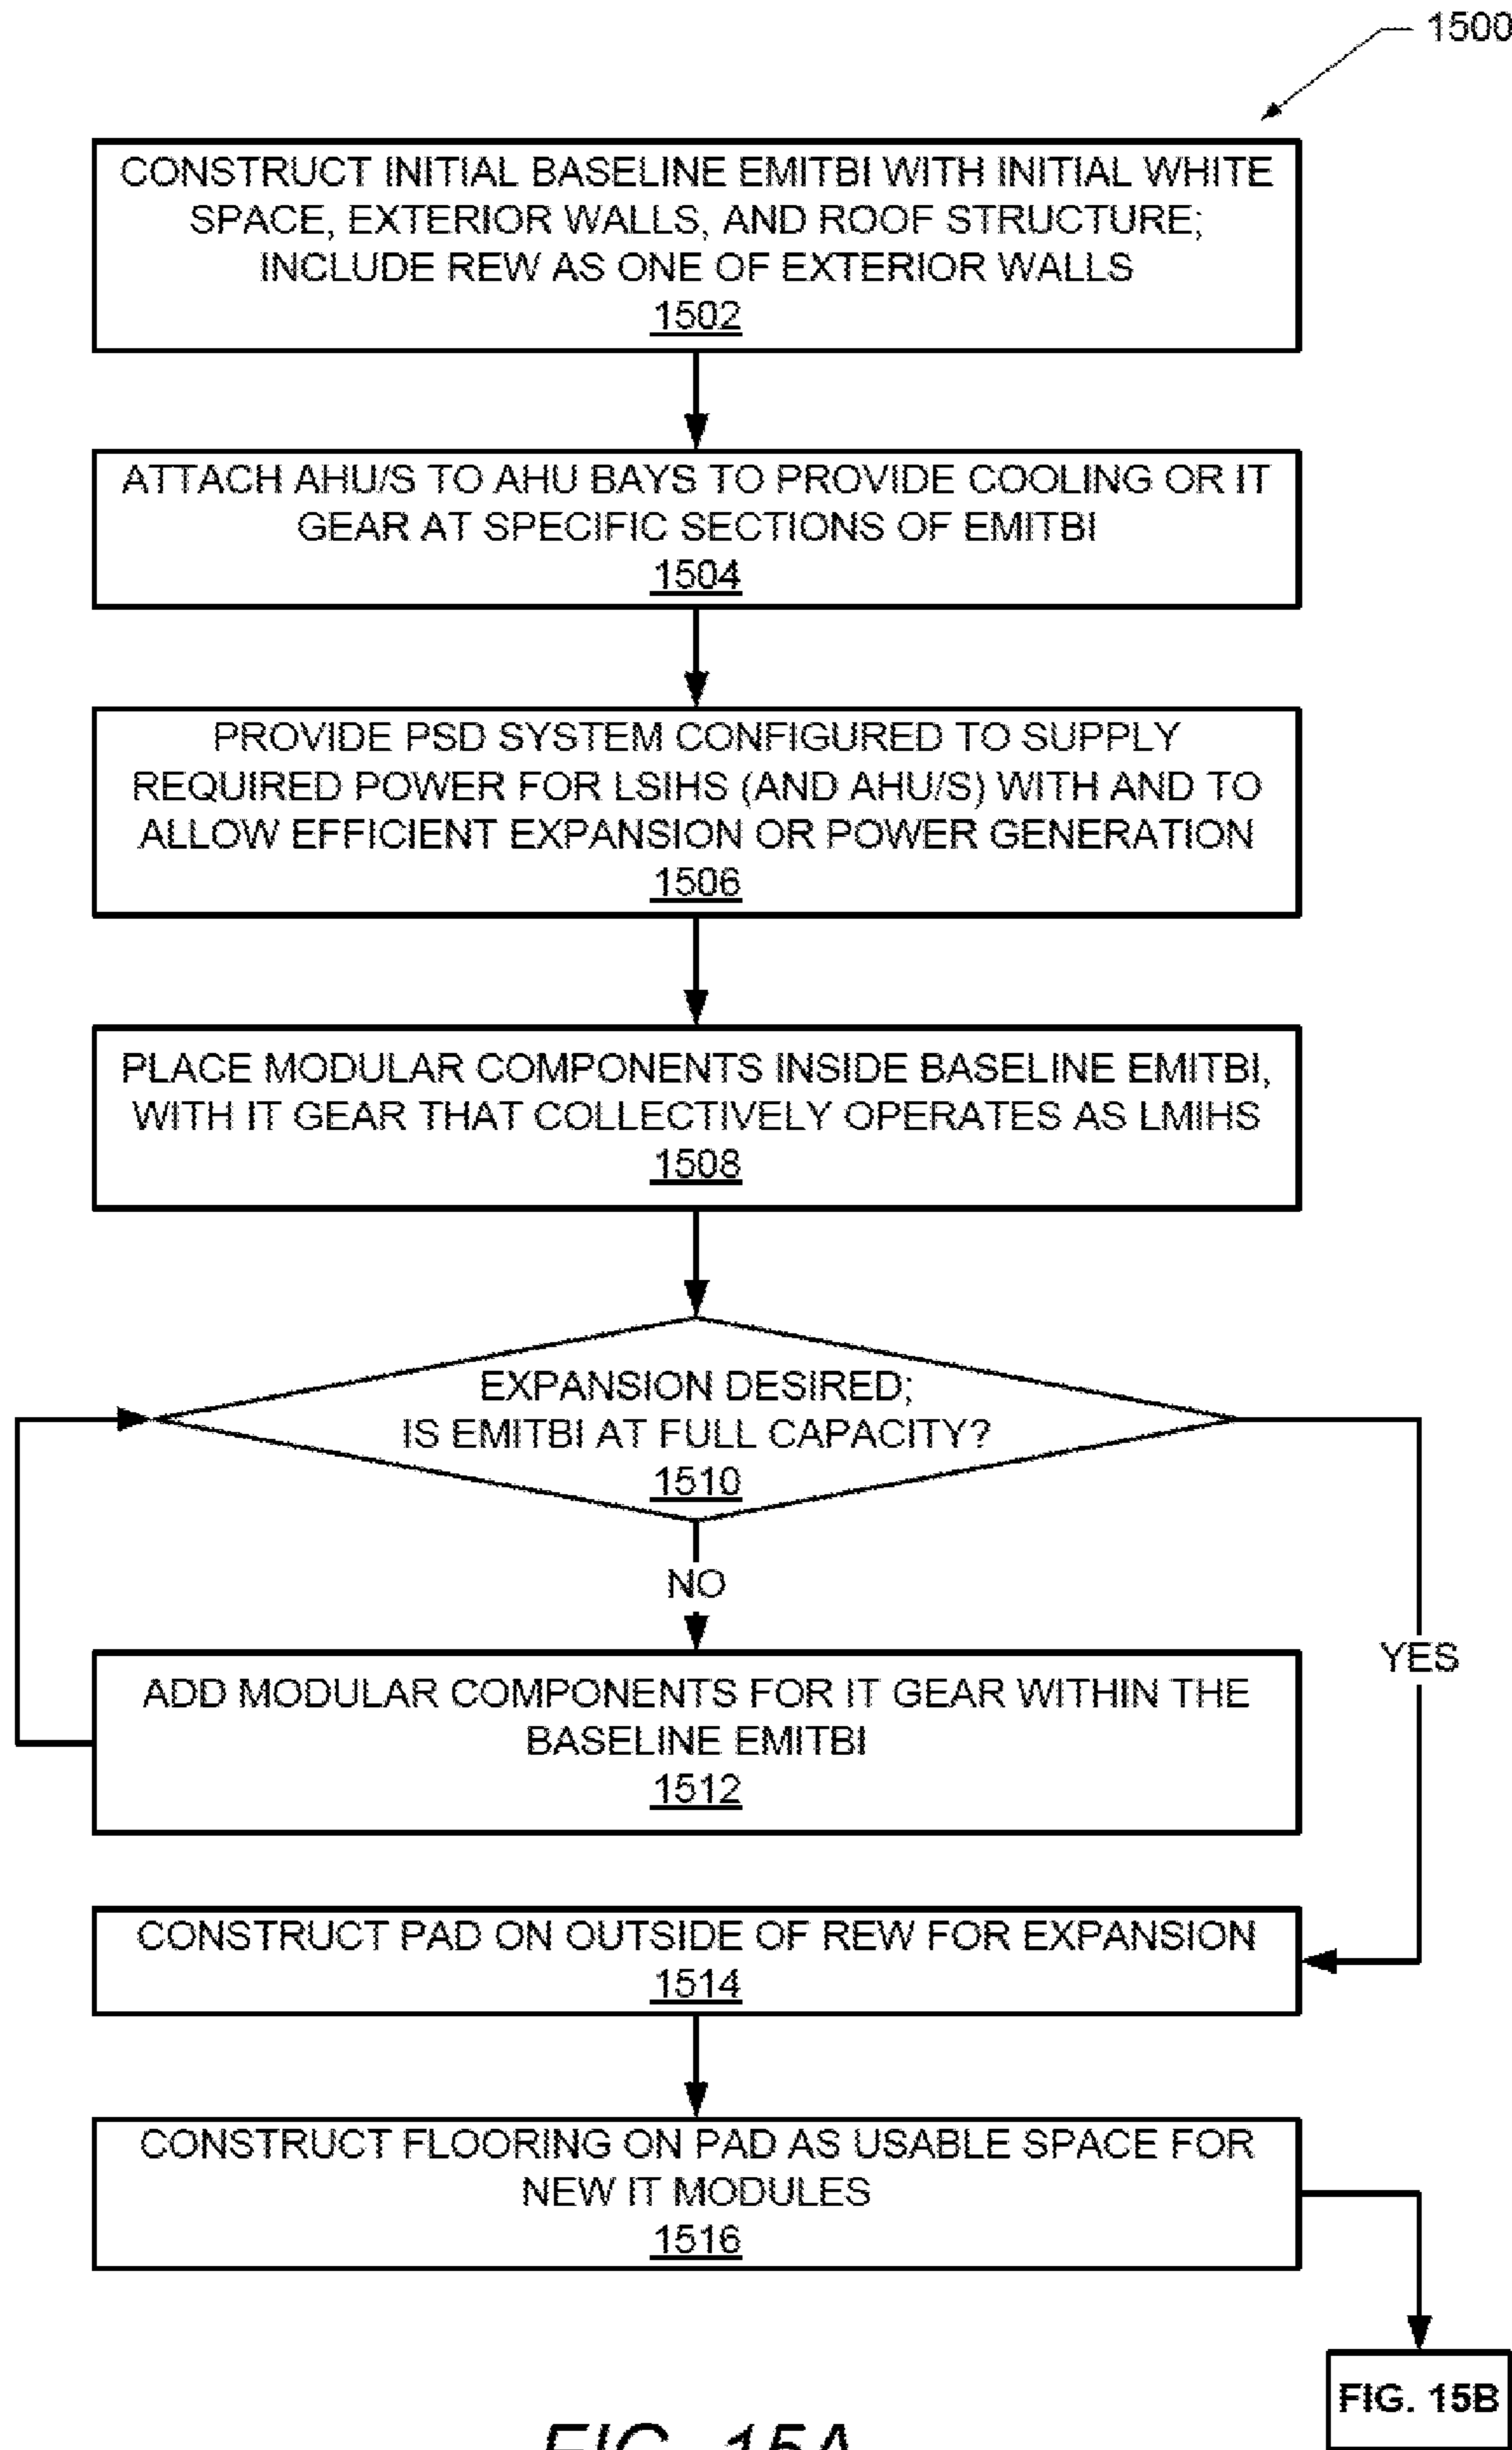 1500
CONSTRUCT INITIAL BASELINE EMITBI WITH INITIAL WHITE
SPACE, EXTERIOR WALLS, AND ROOF STRUCTURE;
INCLUDE REW AS ONE OF EXTERIOR WALLS
1502
ATTACH AHU/S TO AHU BAYS TO PROVIDE COOLING OR IT
GEAR AT SPECIFIC SECTIONS OF EMITBI
1504
PROVIDE PSD SYSTEM CONFIGURED TO SUPPLY
REQUIRED POWER FOR LSIHS (AND AHU/S) WITH AND TO
ALLOW EFFICIENT EXPANSION OR POWER GENERATION
1506
PLACE MODULAR COMPONENTS INSIDE BASELINE EMITBI,
WITH IT GEAR THAT COLLECTIVELY OPERATES AS LMIHS
1508
EXPANSION DESIRED;
IS EMITBI AT FULL CAPACITY?
1510
NO
YES
ADD MODULAR COMPONENTS FOR IT GEAR WITHIN THE
BASELINE EMITBI
1512
CONSTRUCT PAD ON OUTSIDE OF REW FOR EXPANSION
1514
CONSTRUCT FLOORING ON PAD AS USABLE SPACE FOR
NEW IT MODULES
1516
FIG. 15B
FIG. 15A